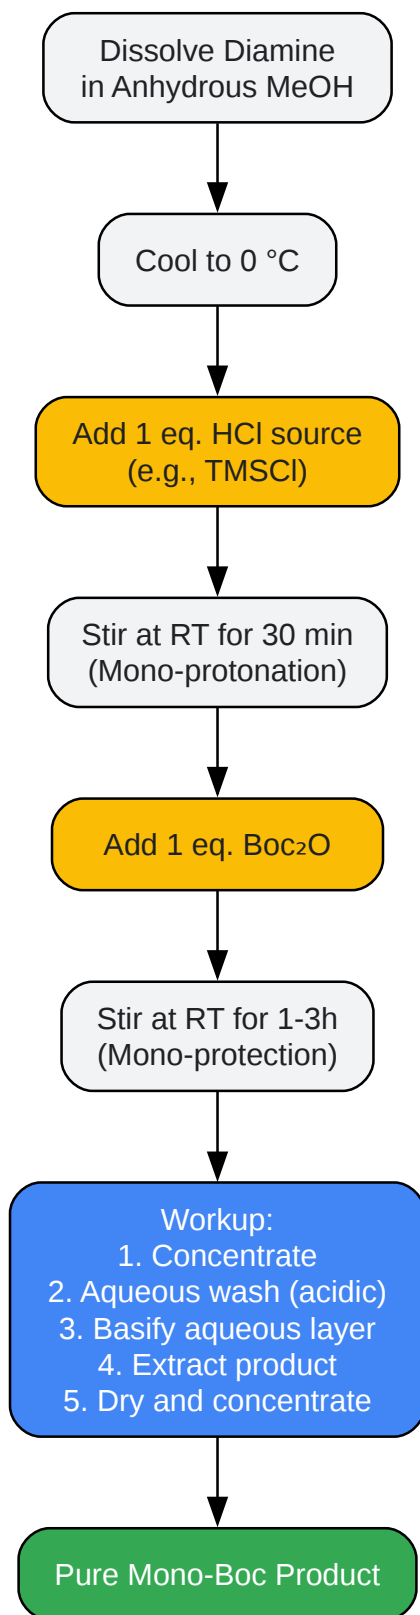 Dissolve Diamine
in Anhydrous MeOH
Cool to 0 °C
Add 1 eq. HCl source
(e.g., TMSCl)
Stir at RT for 30 min
(Mono-protonation)
Add 1 eq. Boc₂O
Stir at RT for 1-3h
(Mono-protection)
Workup:
1. Concentrate
2. Aqueous wash (acidic)
3. Basify aqueous layer
4. Extract product
5. Dry and concentrate
Pure Mono-Boc Product